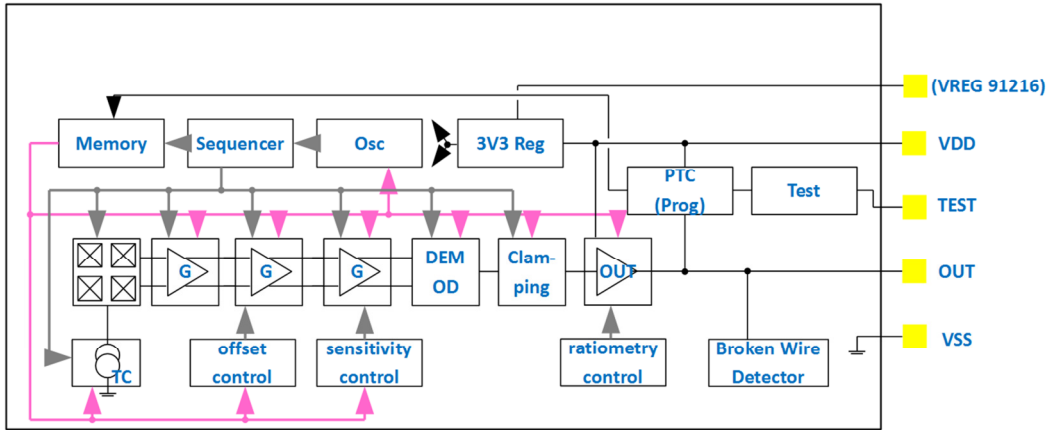 (VREG 91216)
Memory
Sequencer
Osc
3V3 Reg
VDD
PTC
(Prog)
Test
TEST
G
G
G
DEM
OD
Clam-
ping
OUT
OUT
VSS
TC
offset
control
sensitivity
control
ratiometry
control
Broken Wire
Detector